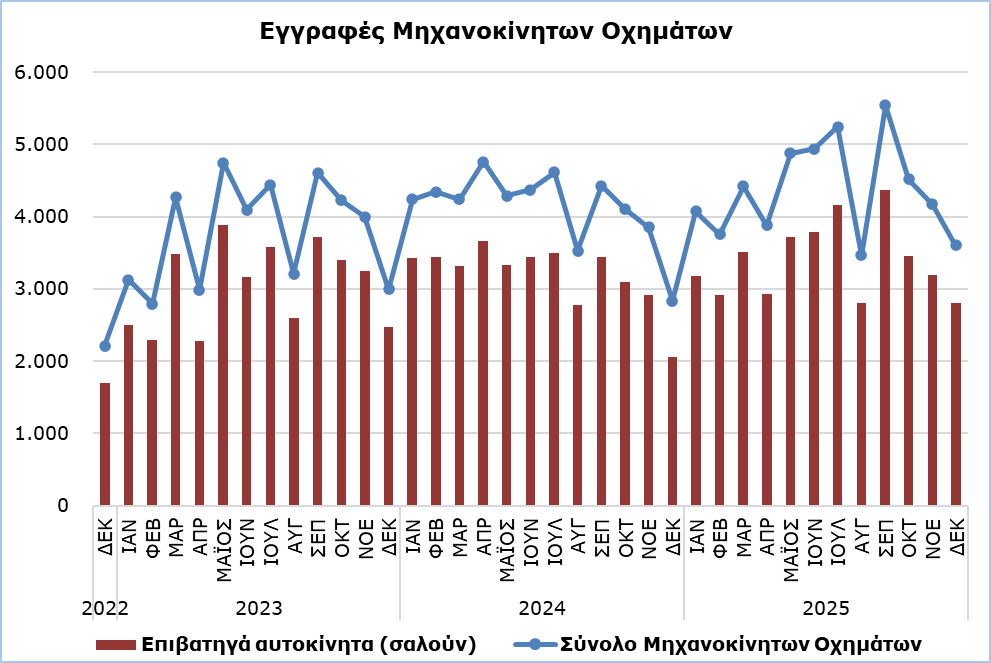 Εγγραφές Μηχανοκίνητων Οχημάτων
6.000
5.000
4.000
3.000
2.000
1.000
0
ΔΕΚ ΙΑΝ ΦΕΒ ΜΑΡ ΑΠΡ ΜΑΪΟΣ ΙΟΥΝ ΙΟΥΛ ΑΥΓ ΣΕΠ ΟΚΤ ΝΟΕ ΔΕΚ ΙΑΝ ΦΕΒ ΜΑΡ ΑΠΡ ΜΑΪΟΣ ΙΟΥΝ ΙΟΥΛ ΑΥΓ ΣΕΠ ΟΚΤ ΝΟΕ ΔΕΚ ΙΑΝ ΦΕΒ ΜΑΡ ΑΠΡ ΜΑΪΟΣ ΙΟΥΝ ΙΟΥΛ ΑΥΓ ΣΕΠ ΟΚΤ ΝΟΕ ΔΕΚ
2022 2023 2024 2025
Επιβατηγά αυτοκίνητα (σαλούν) Σύνολο Μηχανοκίνητων Οχημάτων